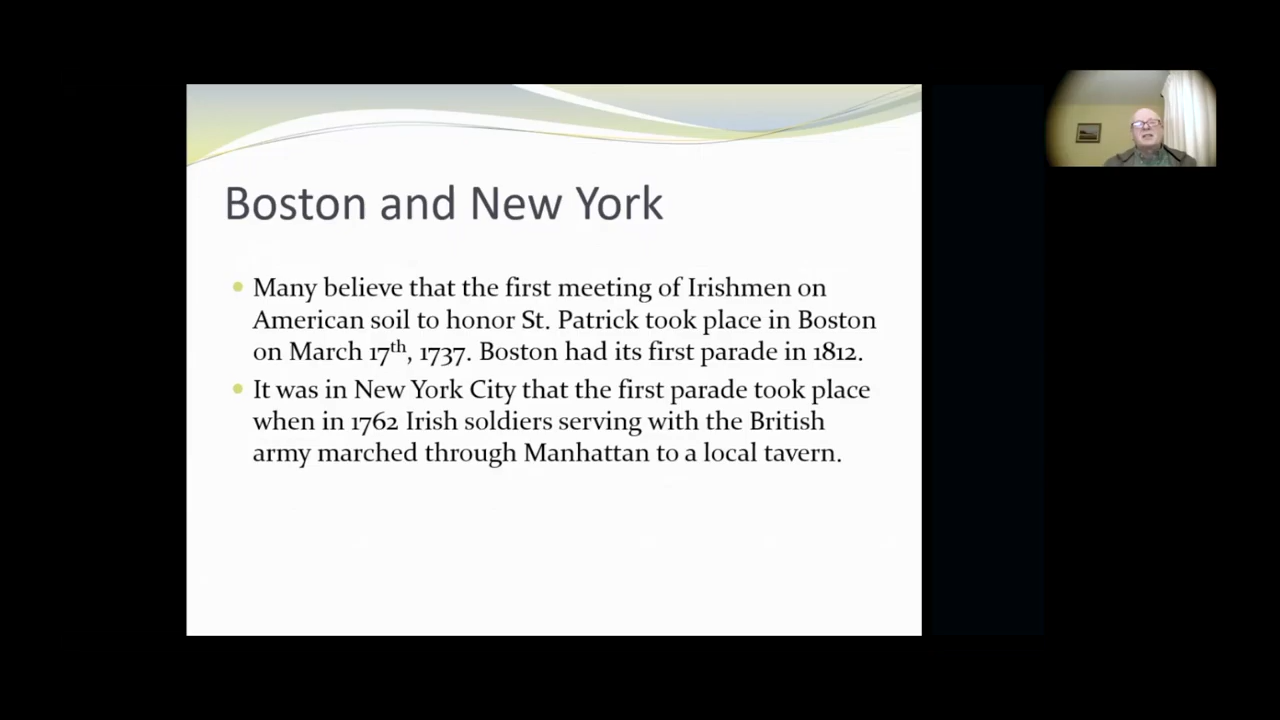 Boston and New York
Many believe that the first meeting of Irishmen on
American soil to honor St. Patrick took place in Boston
on March 17th, 1737. Boston had its first parade in 1812.
It was in New York City that the first parade took place
when in 1762 Irish soldiers serving with the British
army marched through Manhattan to a local tavern.